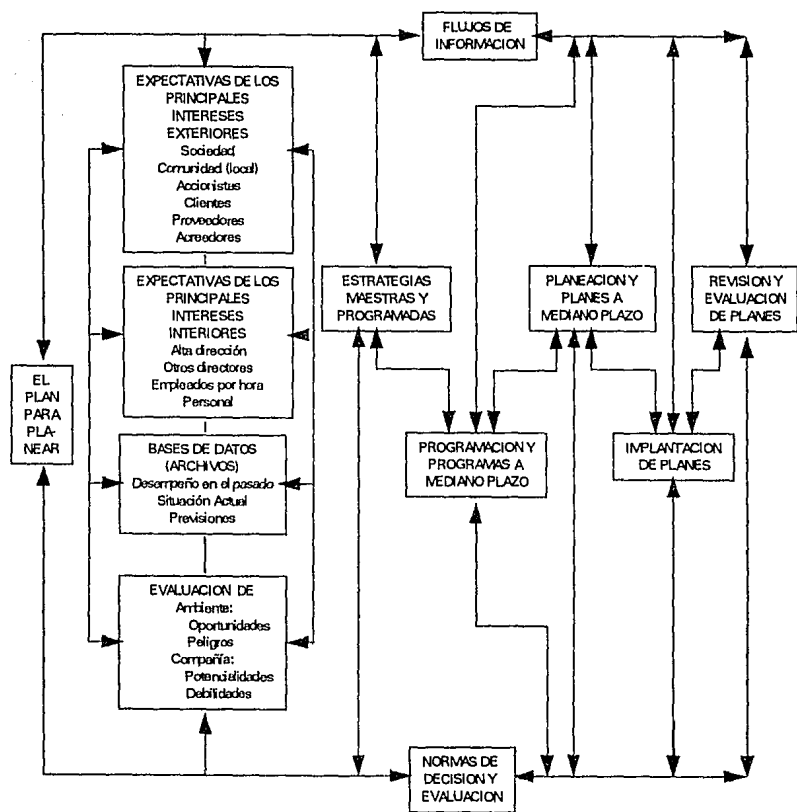 FLUJOS DE
INFORMACION
EXPECTATIVAS DE LOS
PRINCIPALES
INTERESES
EXTERIORES
Sociedad
Comunidad (local)
Accionistas
Clientes
Proveedores
Acreedores
EXPECTATIVAS DE LOS
PRINCIPALES
INTERESES
INTERIORES
Alta dirección
Otros directores
Empleados por hora
Personal
ESTRATEGIAS
MAESTRAS Y
PROGRAMADAS
PLANEACION Y
PLANES A
MEDIANO PLAZO
REVISION Y
EVALUACION
DE PLANES
EL
PLAN
PARA
PLA-
NEAR
BASES DE DATOS
(ARCHIVOS)
Desempeño en el pasado
Situación Actual
Previsiones
PROGRAMACION Y
PROGRAMAS A
MEDIANO PLAZO
IMPLANTACION
DE PLANES
EVALUACION DE
Ambiente:
Oportunidades
Peligros
Compañía:
Potencialidades
Debilidades
NORMAS DE
DECISION Y
EVALUACION